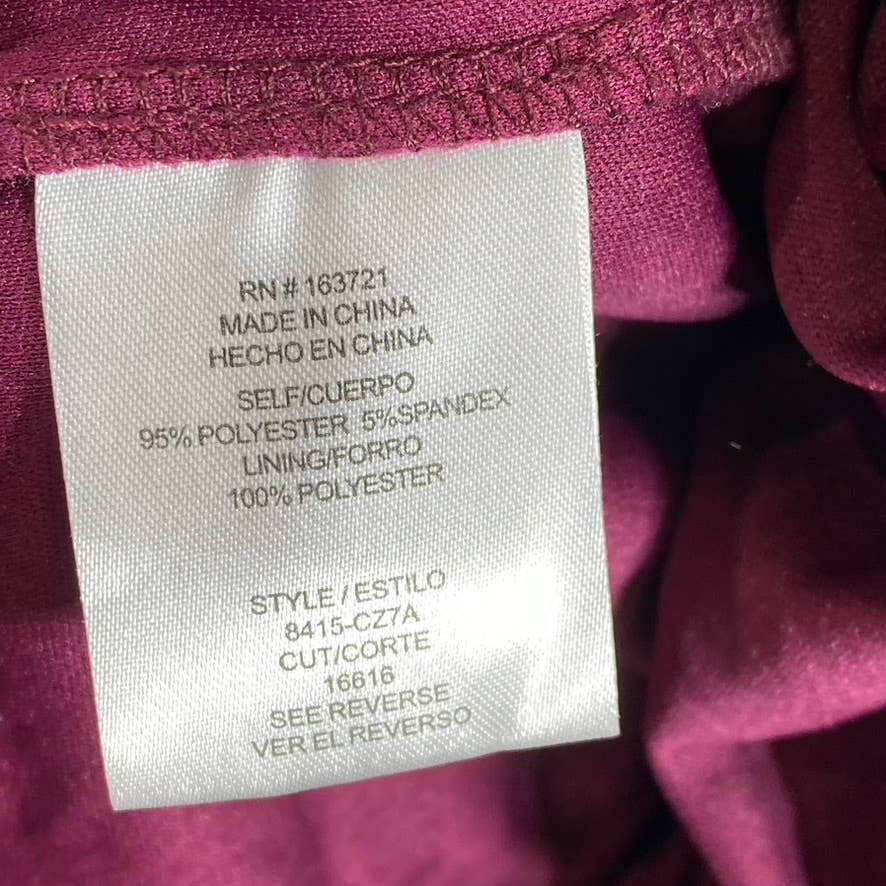 RN # 163721
MADE IN CHINA
HECHO EN CHINA
SELF/CUERPO
95% POLYESTER 5%SPANDEX
LINING/FORRO
100% POLYESTER
STYLE / ESTILO
8415-CZ7A
CUT/CORTE
16616
SEE REVERSE
VER EL REVERSO